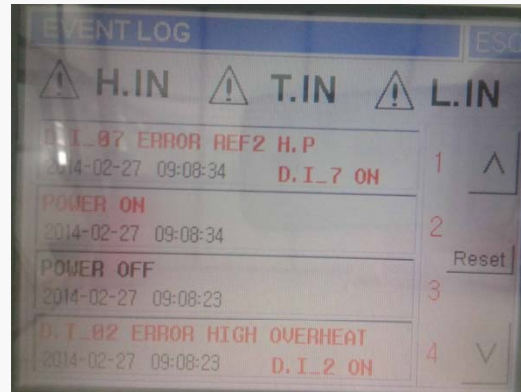 EVENT LOG ESC
H.IN T.IN L.IN
D.I_07 ERROR REF2 H.P
2014-02-27 09:08:34 D.I_7 ON
1
POWER ON
2014-02-27 09:08:34
2
Reset
POWER OFF
2014-02-27 09:08:23
3
D.I_02 ERROR HIGH OVERHEAT
2014-02-27 09:08:23 D.I_2 ON
4